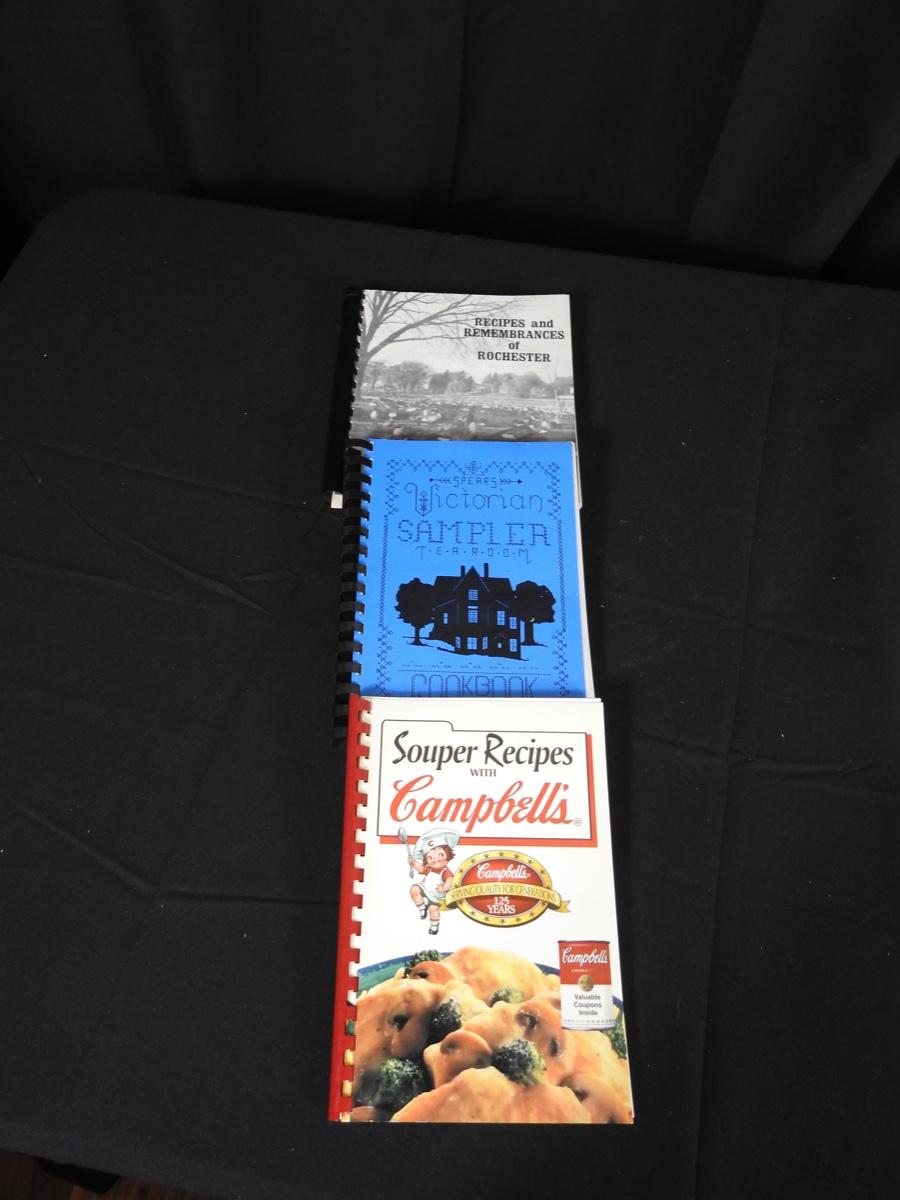 RECIPES and
REMEMBRANCES
of
ROCHESTER
SPEARS
Victorian
SAMPLER
T·E·A·R·O·O·M
COOKBOOK
Souper Recipes
WITH
Campbell's®
C
Campbell's
SERVING QUALITY FOR GENERATIONS
125
YEARS
Campbell's
Valuable
Coupons
Inside